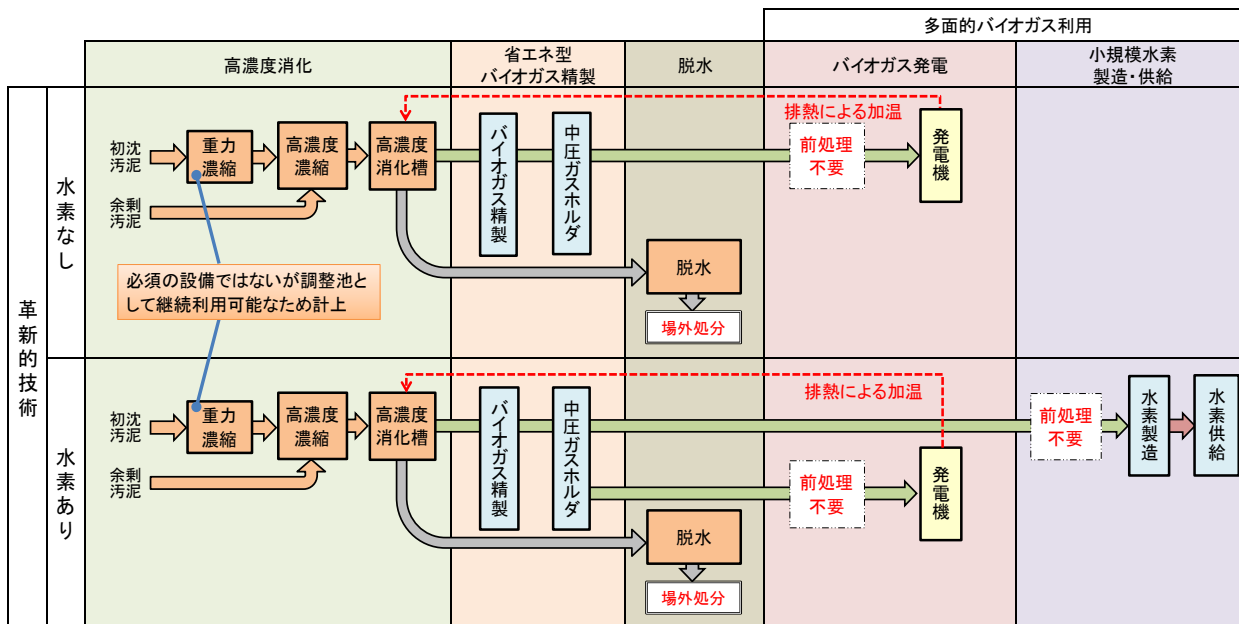 多面的バイオガス利用
高濃度消化
省エネ型
バイオガス精製
脱水
バイオガス発電
小規模水素
製造・供給
革新的技術
水素なし
初沈
汚泥
余剰
汚泥
重力
濃縮
高濃度
濃縮
高濃度
消化槽
バイオガス精製
中圧ガスホルダ
排熱による加温
前処理
不要
発電機
脱水
場外処分
必須の設備ではないが調整池と
して継続利用可能なため計上
水素あり
初沈
汚泥
余剰
汚泥
重力
濃縮
高濃度
濃縮
高濃度
消化槽
バイオガス精製
中圧ガスホルダ
排熱による加温
前処理
不要
水素製造
水素供給
前処理
不要
発電機
脱水
場外処分